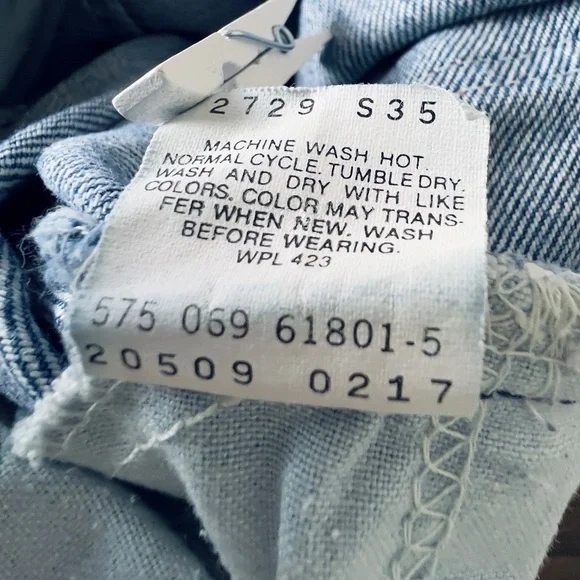 2729 S35
MACHINE WASH HOT.
NORMAL CYCLE. TUMBLE DRY.
WASH AND DRY WITH LIKE
COLORS. COLOR MAY TRANS-
FER WHEN NEW. WASH
BEFORE WEARING.
WPL 423
575 069 61801-5
20509 0217